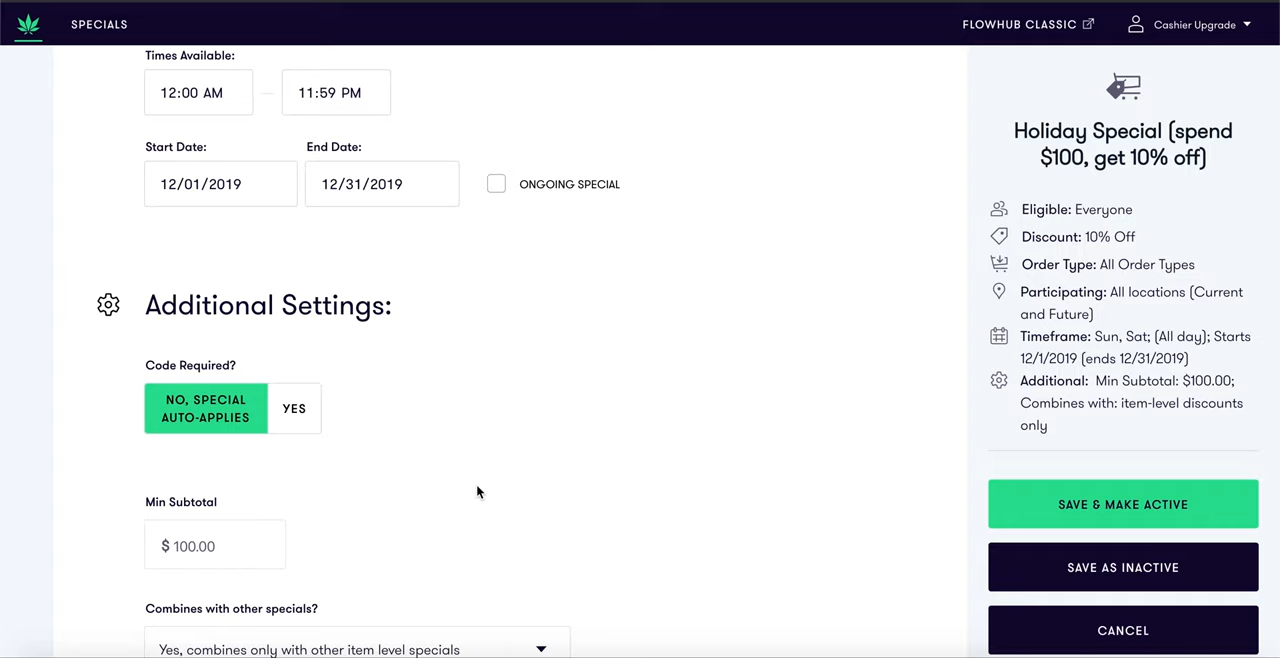 SPECIALS
FLOWHUB CLASSIC
Cashier Upgrade
Times Available:
12:00 AM
11:59 PM
Start Date:
End Date:
12/01/2019
12/31/2019
ONGOING SPECIAL
Additional Settings:
Code Required?
NO, SPECIAL
AUTO-APPLIES
YES
Min Subtotal
$ 100.00
Combines with other specials?
Yes, combines only with other item level specials
Holiday Special (spend
$100, get 10% off)
Eligible: Everyone
Discount: 10% Off
Order Type: All Order Types
Participating: All locations (Current
and Future)
Timeframe: Sun, Sat; (All day); Starts
12/1/2019 (ends 12/31/2019)
Additional: Min Subtotal: $100.00;
Combines with: item-level discounts
only
SAVE & MAKE ACTIVE
SAVE AS INACTIVE
CANCEL